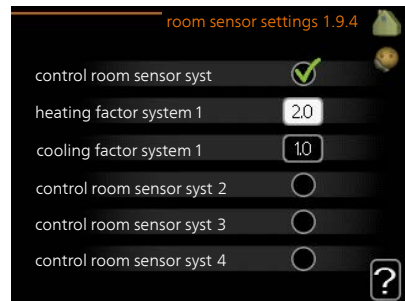 room sensor settings 1.9.4
control room sensor syst
heating factor system 1 2.0
cooling factor system 1 1.0
control room sensor syst 2
control room sensor syst 3
control room sensor syst 4
?